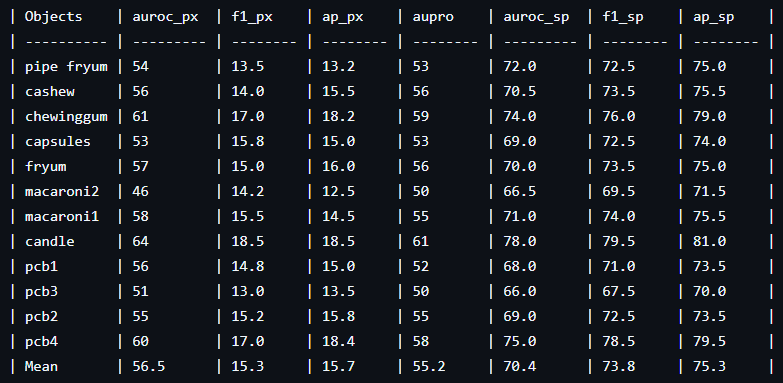 | Objects    | auroc_px  | f1_px    | ap_px    | aupro    | auroc_sp  | f1_sp    | ap_sp    |
| ---------- | --------- | -------- | -------- | -------- | --------- | -------- | -------- |
| pipe fryum | 54        | 13.5     | 13.2     | 53       | 72.0      | 72.5     | 75.0     |
| cashew     | 56        | 14.0     | 15.5     | 56       | 70.5      | 73.5     | 75.5     |
| chewinggum | 61        | 17.0     | 18.2     | 59       | 74.0      | 76.0     | 79.0     |
| capsules   | 53        | 15.8     | 15.0     | 53       | 69.0      | 72.5     | 74.0     |
| fryum      | 57        | 15.0     | 16.0     | 56       | 70.0      | 73.5     | 75.0     |
| macaroni2  | 46        | 14.2     | 12.5     | 50       | 66.5      | 69.5     | 71.5     |
| macaroni1  | 58        | 15.5     | 14.5     | 55       | 71.0      | 74.0     | 75.5     |
| candle     | 64        | 18.5     | 18.5     | 61       | 78.0      | 79.5     | 81.0     |
| pcb1       | 56        | 14.8     | 15.0     | 52       | 68.0      | 71.0     | 73.5     |
| pcb3       | 51        | 13.0     | 13.5     | 50       | 66.0      | 67.5     | 70.0     |
| pcb2       | 55        | 15.2     | 15.8     | 55       | 69.0      | 72.5     | 73.5     |
| pcb4       | 60        | 17.0     | 18.4     | 58       | 75.0      | 78.5     | 79.5     |
| Mean       | 56.5      | 15.3     | 15.7     | 55.2     | 70.4      | 73.8     | 75.3     |